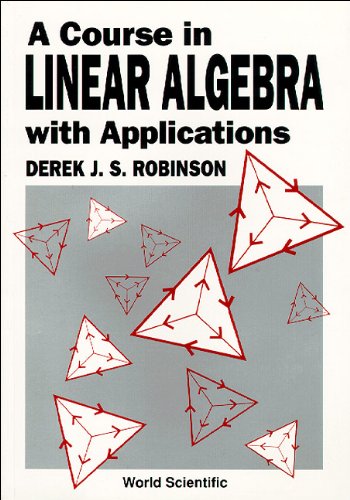 A Course in
LINEAR ALGEBRA
with Applications
DEREK J. S. ROBINSON
World Scientific